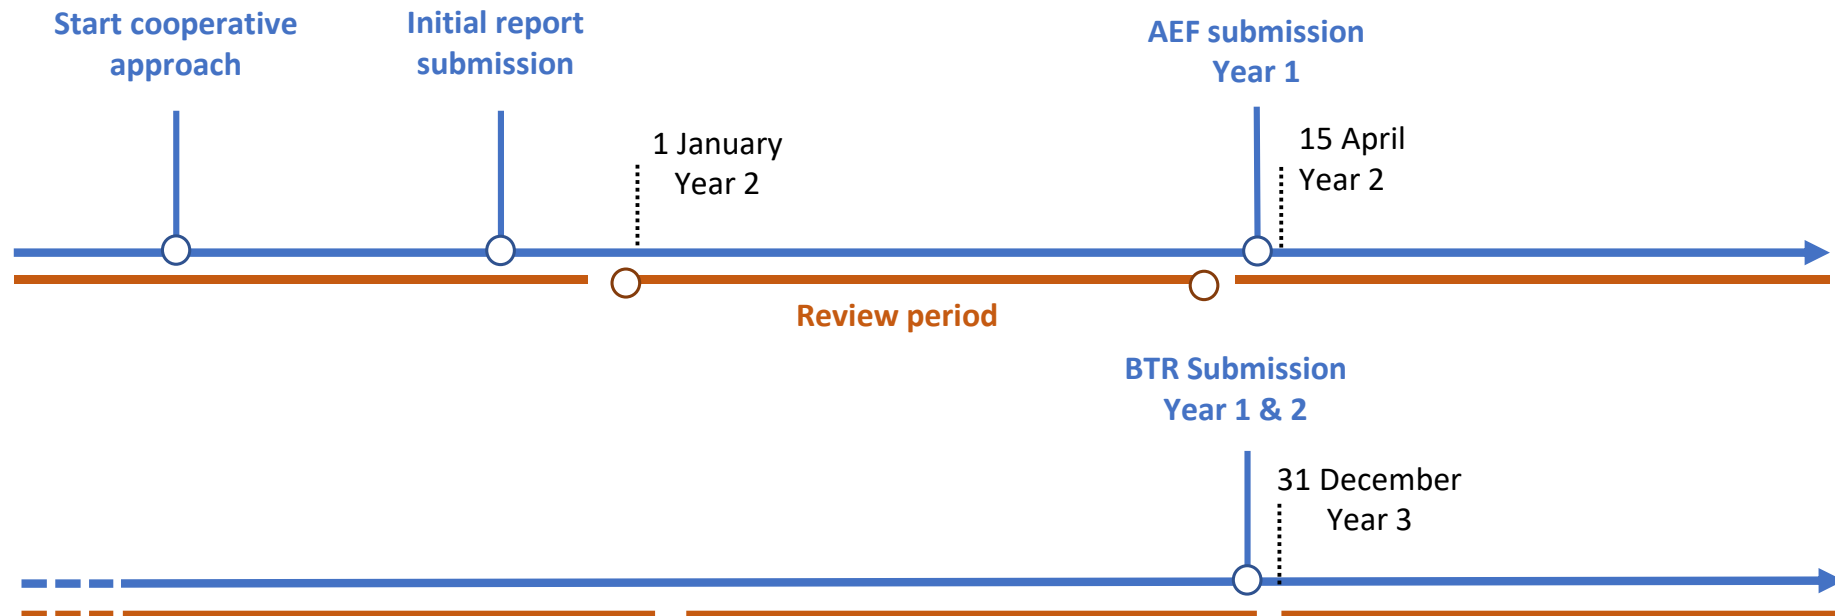 Start cooperative
approach
Initial report
submission
AEF submission
Year 1
1 January
Year 2
15 April
Year 2
Review period
BTR Submission
Year 1 & 2
31 December
Year 3